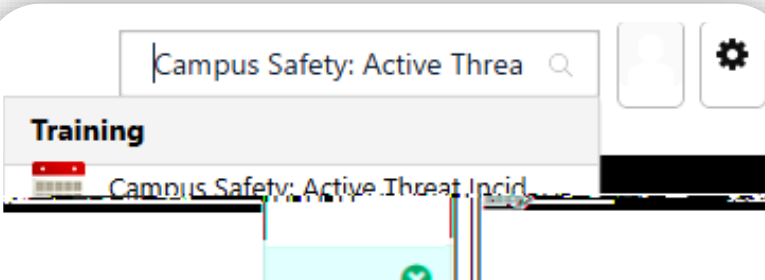 Campus Safety: Active Threa
Training
Campus Safety: Active Threat Incid